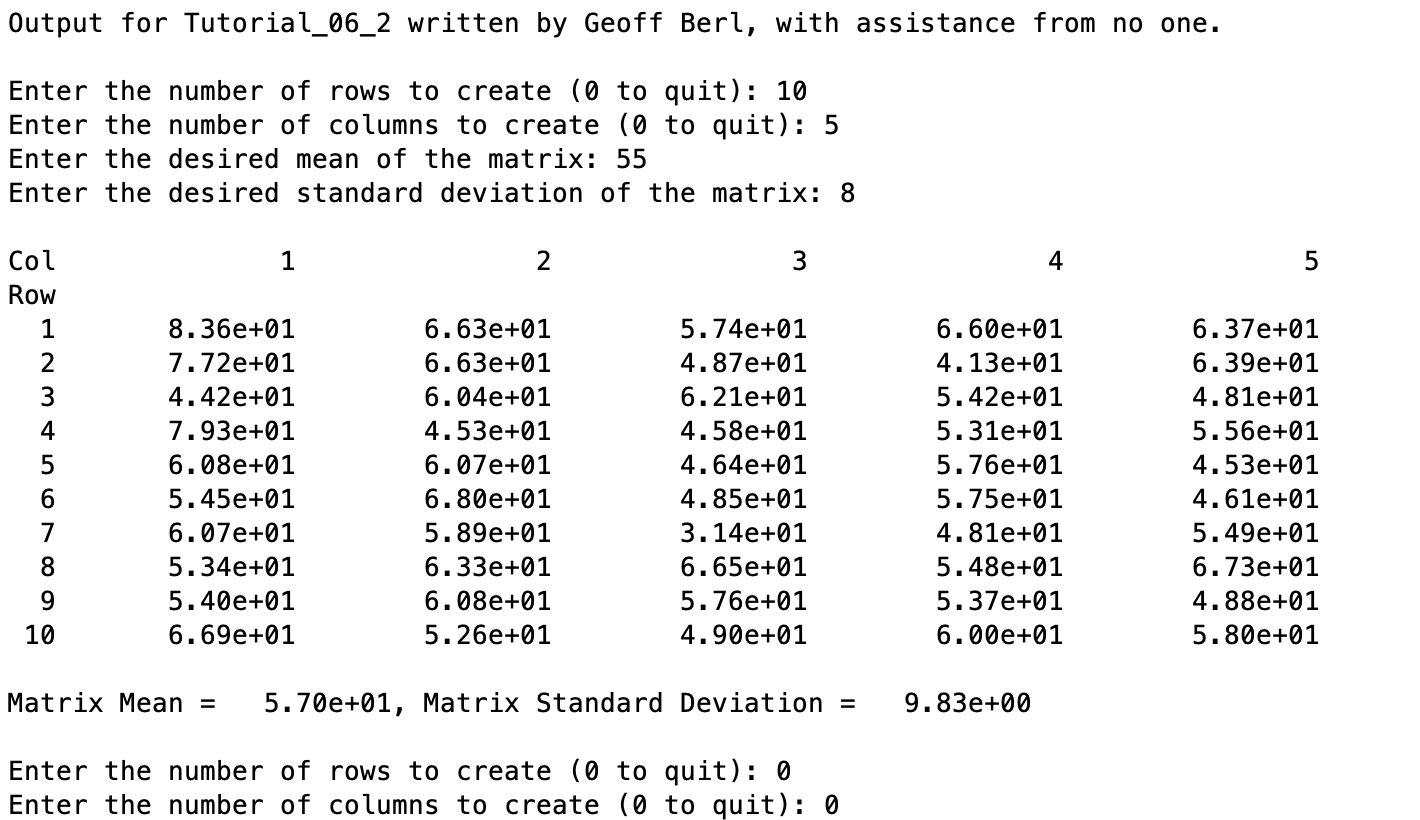 Output for Tutorial_06_2 written by Geoff Berl, with assistance from no one.
Enter the number of rows to create (0 to quit): 10
Enter the number of columns to create (0 to quit): 5
Enter the desired mean of the matrix: 55
Enter the desired standard deviation of the matrix: 8
Col 1 2 3 4 5
Row
1 8.36e+01 6.63e+01 5.74e+01 6.60e+01 6.37e+01
2 7.72e+01 6.63e+01 4.87e+01 4.13e+01 6.39e+01
3 4.42e+01 6.04e+01 6.21e+01 5.42e+01 4.81e+01
4 7.93e+01 4.53e+01 4.58e+01 5.31e+01 5.56e+01
5 6.08e+01 6.07e+01 4.64e+01 5.76e+01 4.53e+01
6 5.45e+01 6.80e+01 4.85e+01 5.75e+01 4.61e+01
7 6.07e+01 5.89e+01 3.14e+01 4.81e+01 5.49e+01
8 5.34e+01 6.33e+01 6.65e+01 5.48e+01 6.73e+01
9 5.40e+01 6.08e+01 5.76e+01 5.37e+01 4.88e+01
10 6.69e+01 5.26e+01 4.90e+01 6.00e+01 5.80e+01
Matrix Mean = 5.70e+01, Matrix Standard Deviation = 9.83e+00
Enter the number of rows to create (0 to quit): 0
Enter the number of columns to create (0 to quit): 0